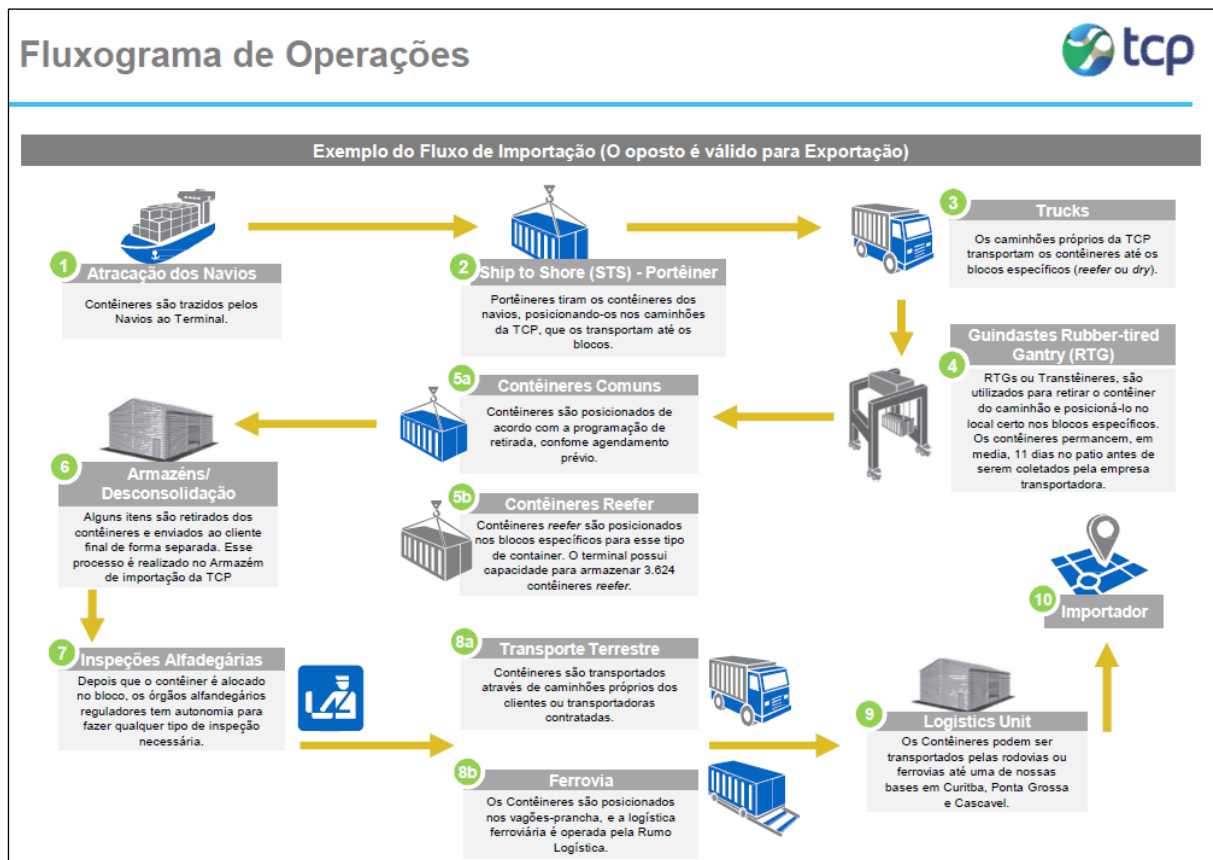 Fluxograma de Operações
tcp
Exemplo do Fluxo de Importação (O oposto é válido para Exportação)
1
Atracação dos Navios
Contêineres são trazidos pelos
Navios ao Terminal.
2
Ship to Shore (STS) - Portêiner
Portêineres tiram os contêineres dos
navios, posicionando-os nos caminhões
da TCP, que os transportam até os
blocos.
3
Trucks
Os caminhões próprios da TCP
transportam os contêineres até os
blocos específicos (reefer ou dry).
4
Guindastes Rubber-tired
Gantry (RTG)
RTGs ou Transtêineres, são
utilizados para retirar o contêiner
do caminhão e posicioná-lo no
local certo nos blocos específicos.
Os contêineres permancem, em
media, 11 dias no patio antes de
serem coletados pela empresa
transportadora.
5a
Contêineres Comuns
Contêineres são posicionados de
acordo com a programação de
retirada, confome agendamento
prévio.
5b
Contêineres Reefer
Contêineres reefer são posicionados
nos blocos específicos para esse tipo
de container. O terminal possui
capacidade para armazenar 3.624
contêineres reefer.
6
Armazéns/
Desconsolidação
Alguns itens são retirados dos
contêineres e enviados ao cliente
final de forma separada. Esse
processo é realizado no Armazém
de importação da TCP
7
Inspeções Alfadegárias
Depois que o contêiner é alocado
no bloco, os órgãos alfandegários
reguladores tem autonomia para
fazer qualquer tipo de inspeção
necessária.
8a
Transporte Terrestre
Contêineres são transportados
através de caminhões próprios dos
clientes ou transportadoras
contratadas.
8b
Ferrovia
Os Contêineres são posicionados
nos vagões-prancha, e a logística
ferroviária é operada pela Rumo
Logística.
9
Logistics Unit
Os Contêineres podem ser
transportados pelas rodovias ou
ferrovias até uma de nossas
bases em Curitba, Ponta Grossa
e Cascavel.
10
Importador